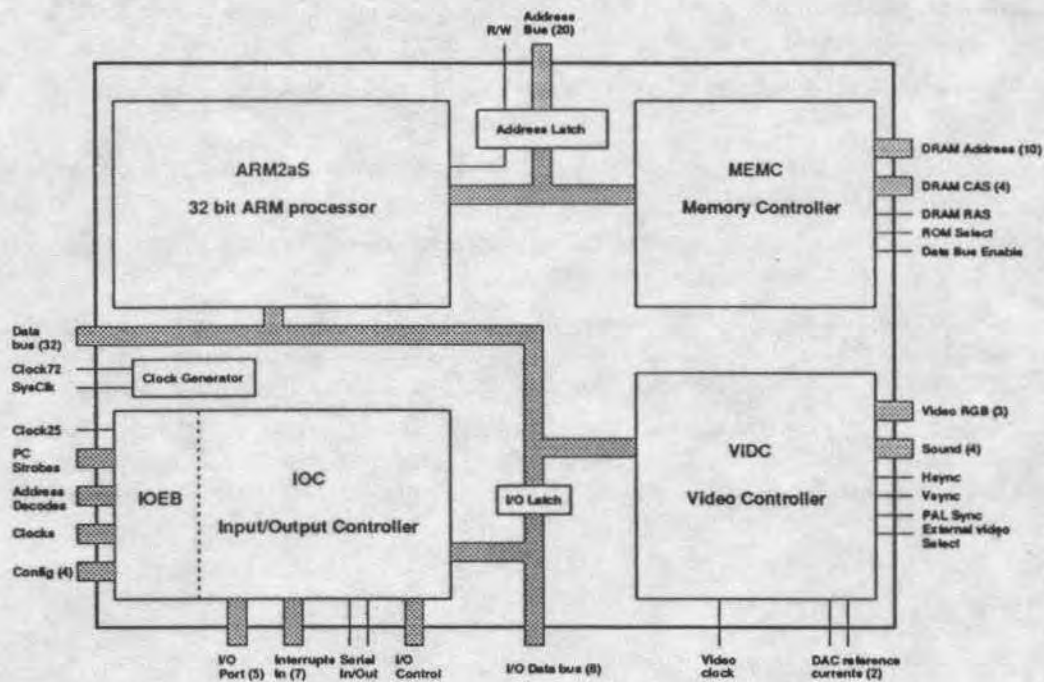 Address
Bus (20)
R/W
Address Latch
ARM2aS
32 bit ARM processor
MEMC
Memory Controller
DRAM Address (10)
DRAM CAS (4)
DRAM RAS
ROM Select
Data Bus Enable
Data
bus (32)
Clock72
SysClk
Clock Generator
Clock25
PC
Strobes
Address
Decodes
Clocks
Config (4)
IOEB
IOC
Input/Output Controller
I/O Latch
VIDC
Video Controller
Video RGB (3)
Sound (4)
Hsync
Vsync
PAL Sync
External video
Select
I/O
Port (5)
Interrupts
In (7)
Serial
In/Out
I/O
Control
I/O Data bus (8)
Video
clock
DAC reference
currents (2)